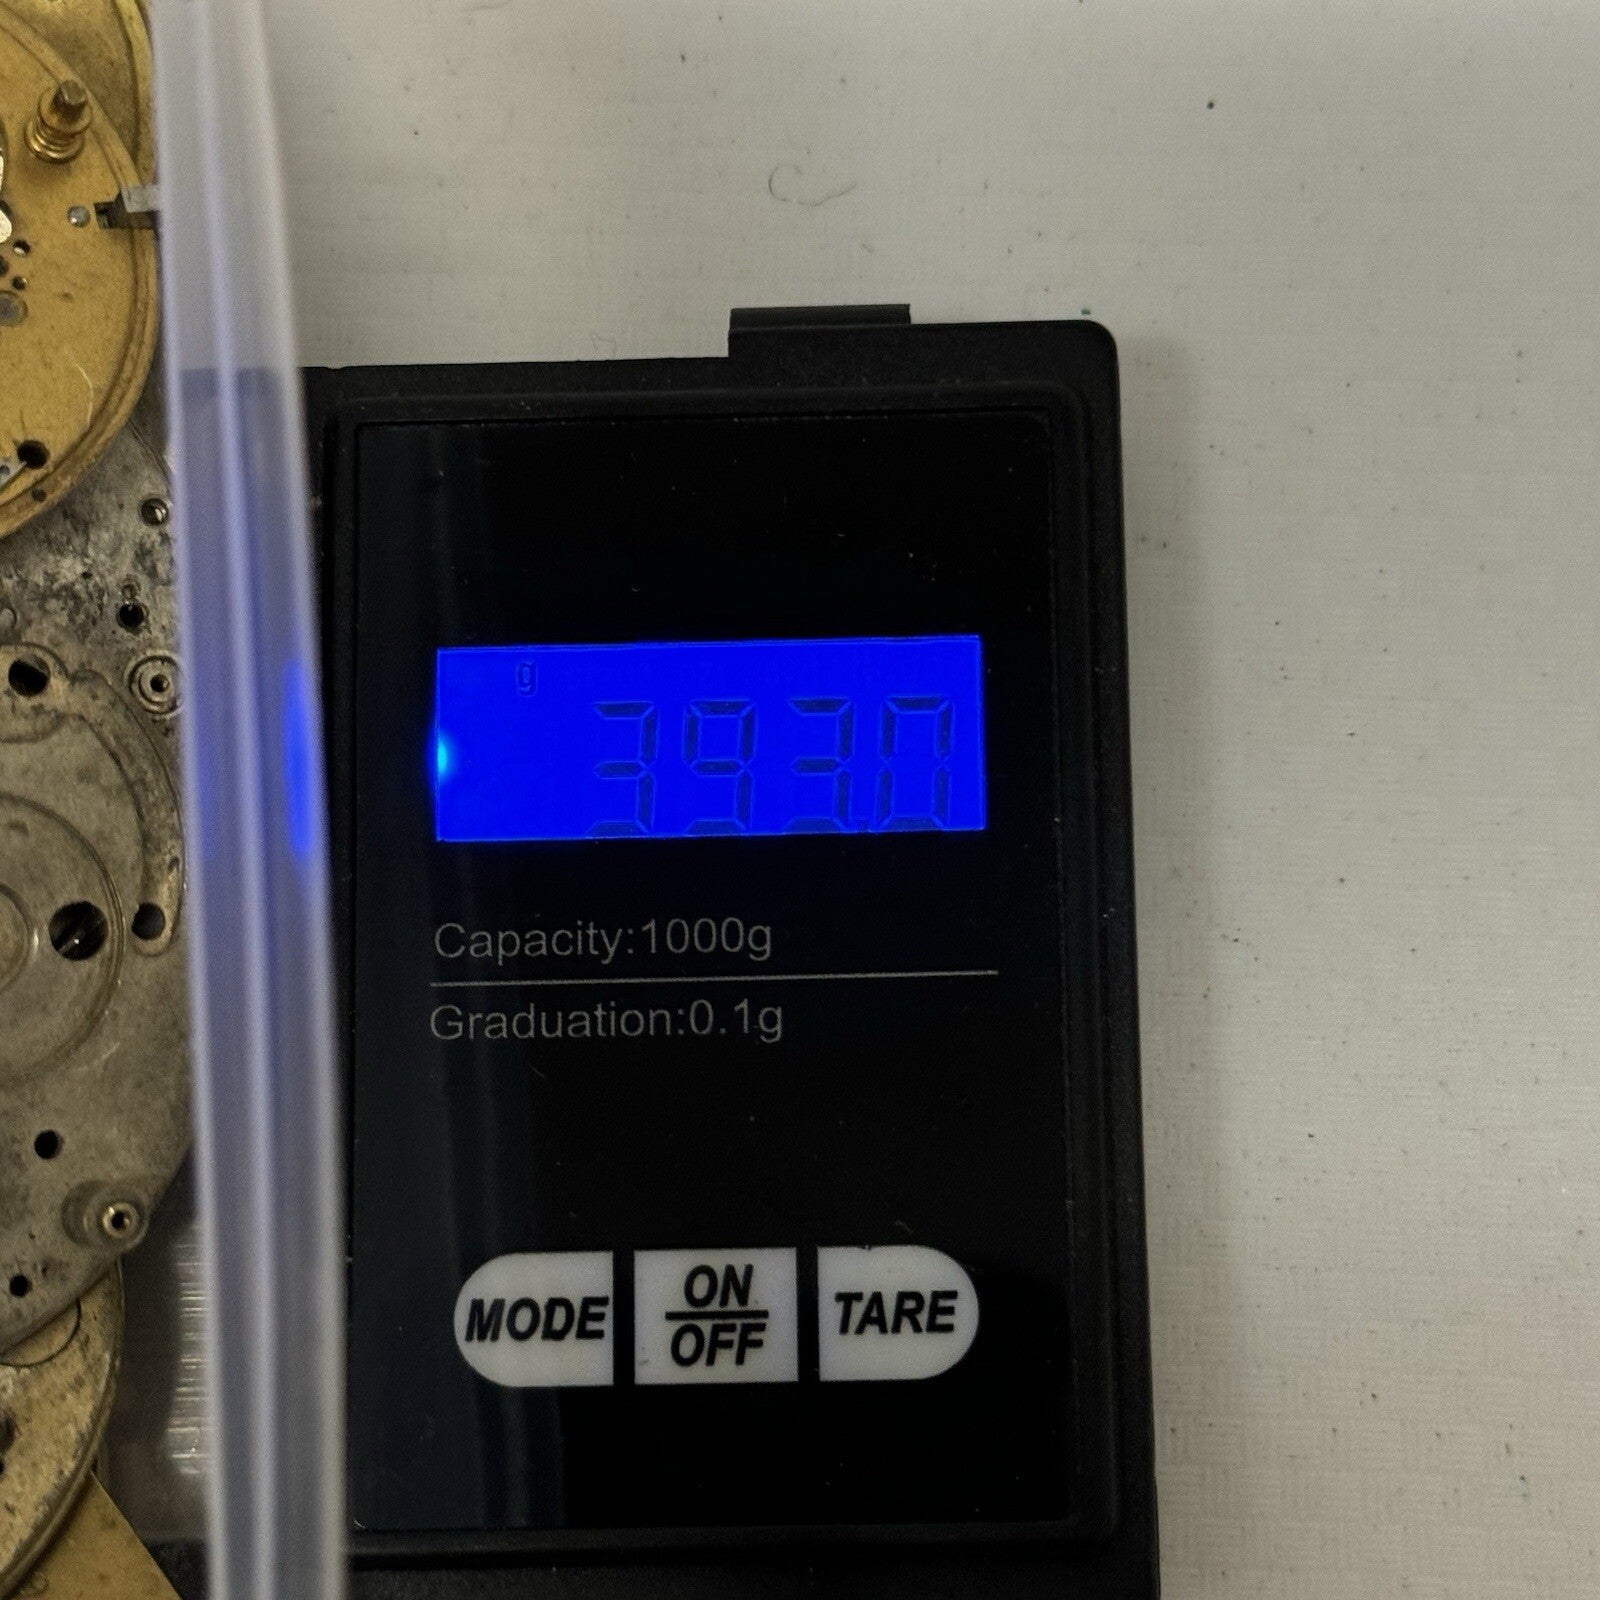 g
393.0
Capacity:1000g
Graduation:0.1g
MODE
ON
OFF
TARE